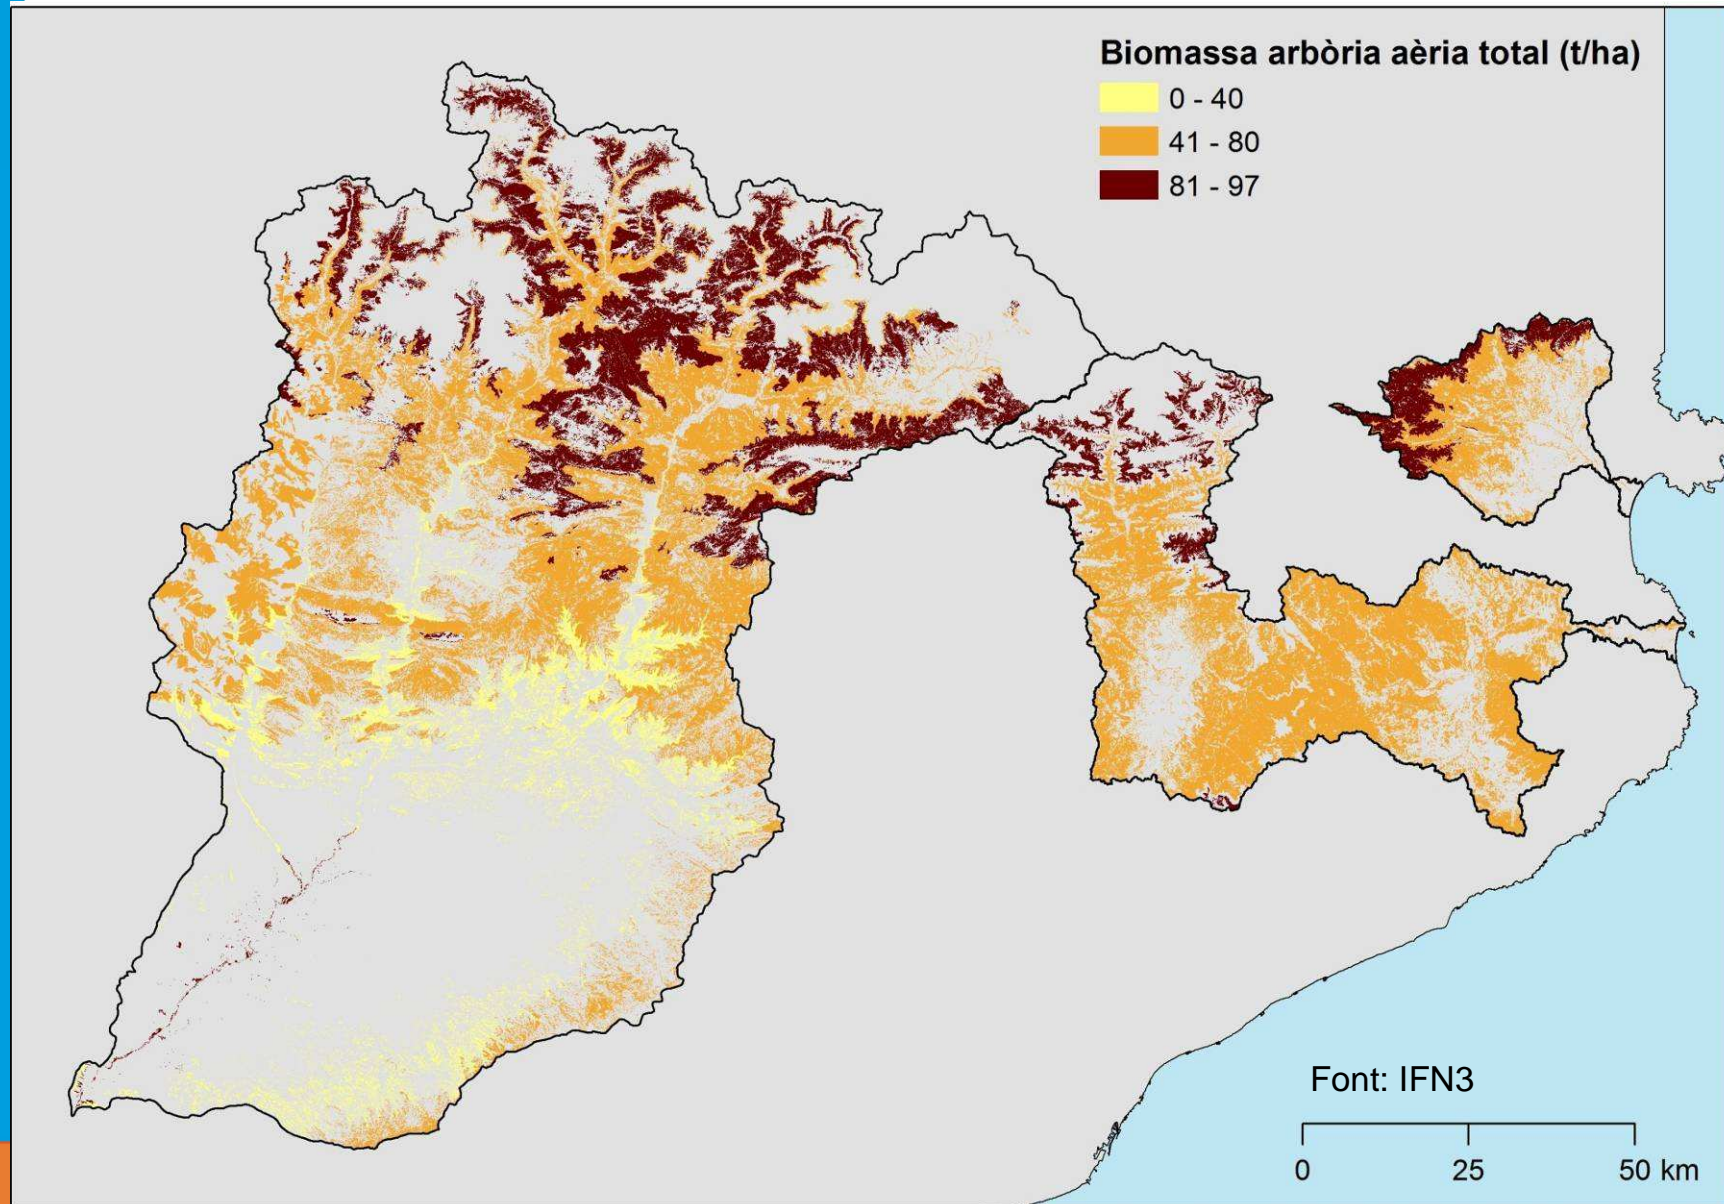 Biomassa arbòria aèria total (t/ha)
0 - 40
41 - 80
81 - 97
Font: IFN3
0 25 50 km